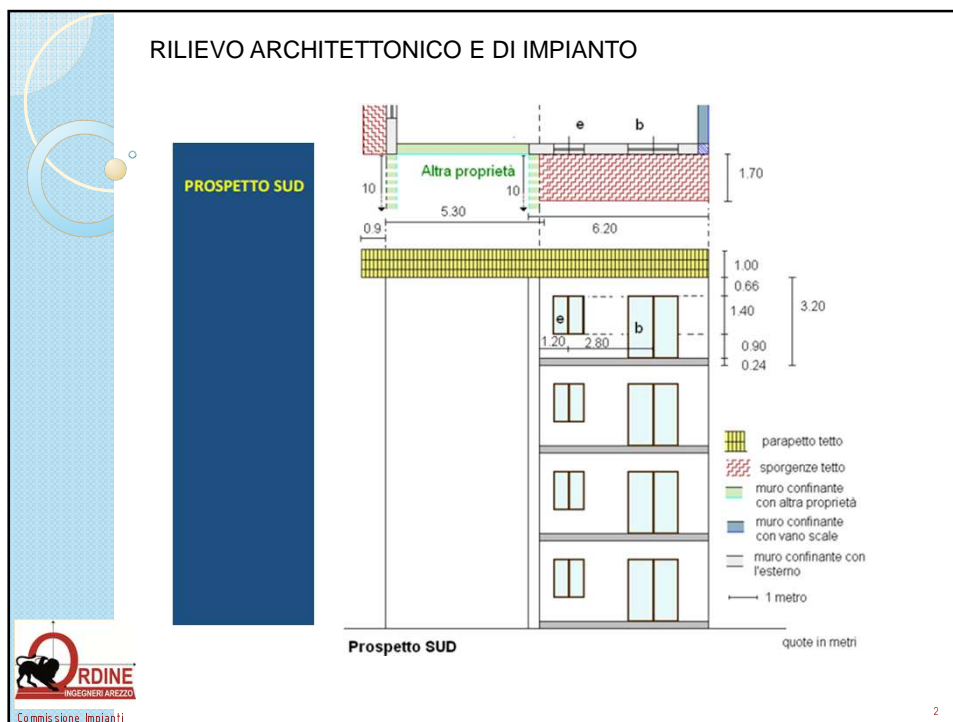 RILIEVO ARCHITETTONICO E DI IMPIANTO
PROSPETTO SUD
e
b
Altra proprietà
10
10
1.70
5.30
0.9
6.20
1.00
0.66
1.40
3.20
e
b
1.20
2.80
0.90
0.24
parapetto tetto
sporgenze tetto
muro confinante
con altra proprietà
muro confinante
con vano scale
muro confinante con
l'esterno
1 metro
Prospetto SUD
quote in metri
ORDINE
INGEGNERI AREZZO
Commissione Impianti
2